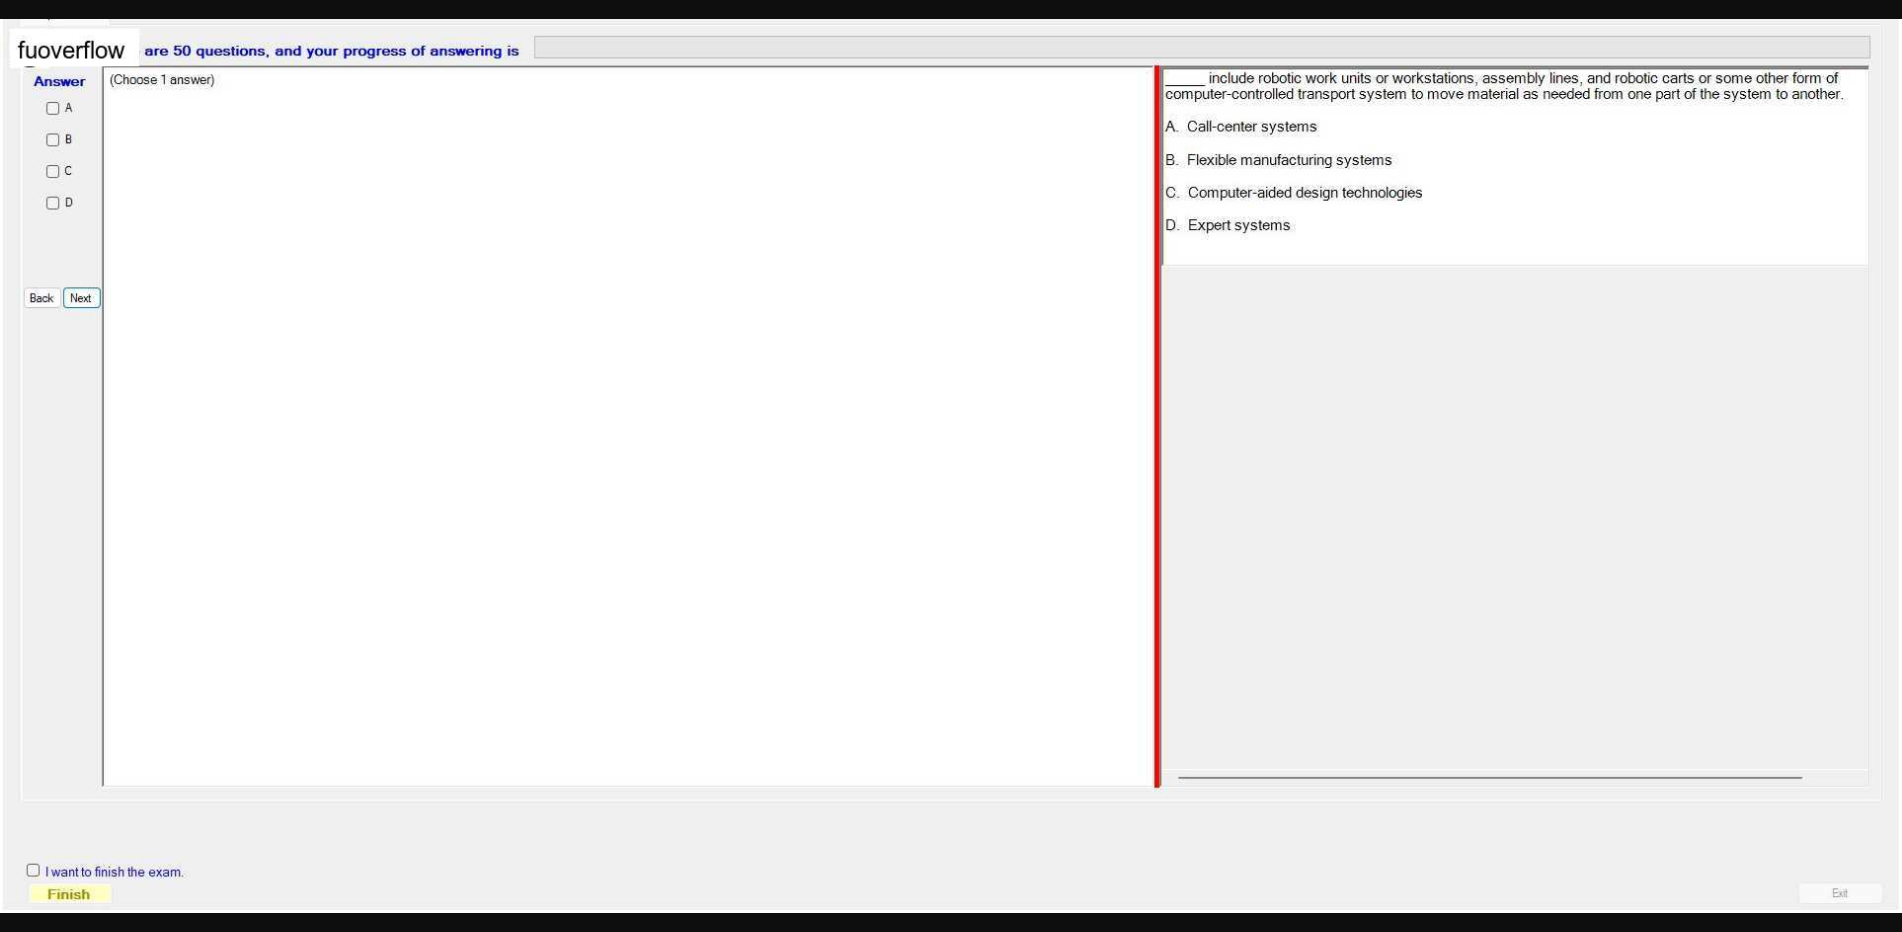 fuoverflow are 50 questions, and your progress of answering is
Answer
(Choose 1 answer)
A
B
C
D
Back Next
_____ include robotic work units or workstations, assembly lines, and robotic carts or some other form of
computer-controlled transport system to move material as needed from one part of the system to another.
A. Call-center systems
B. Flexible manufacturing systems
C. Computer-aided design technologies
D. Expert systems
I want to finish the exam.
Finish
Exit